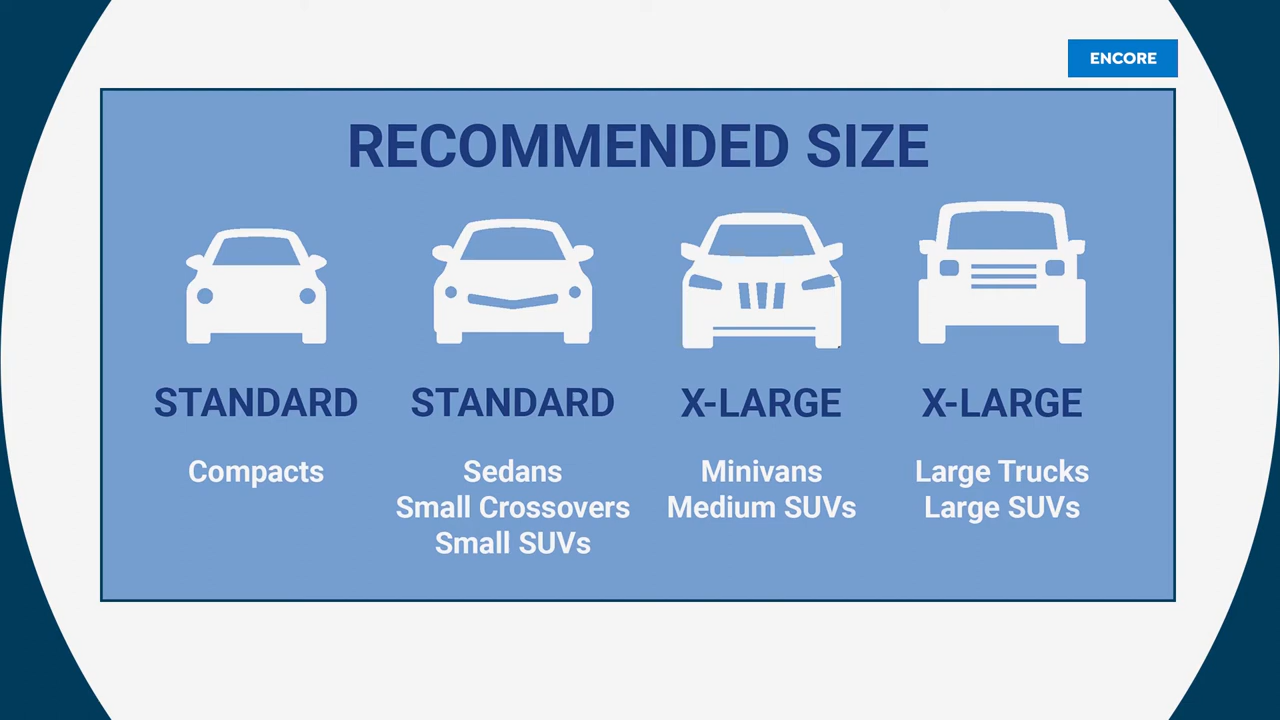 ENCORE
RECOMMENDED SIZE
STANDARD
Compacts
STANDARD
Sedans
Small Crossovers
Small SUVs
X-LARGE
Minivans
Medium SUVs
X-LARGE
Large Trucks
Large SUVs